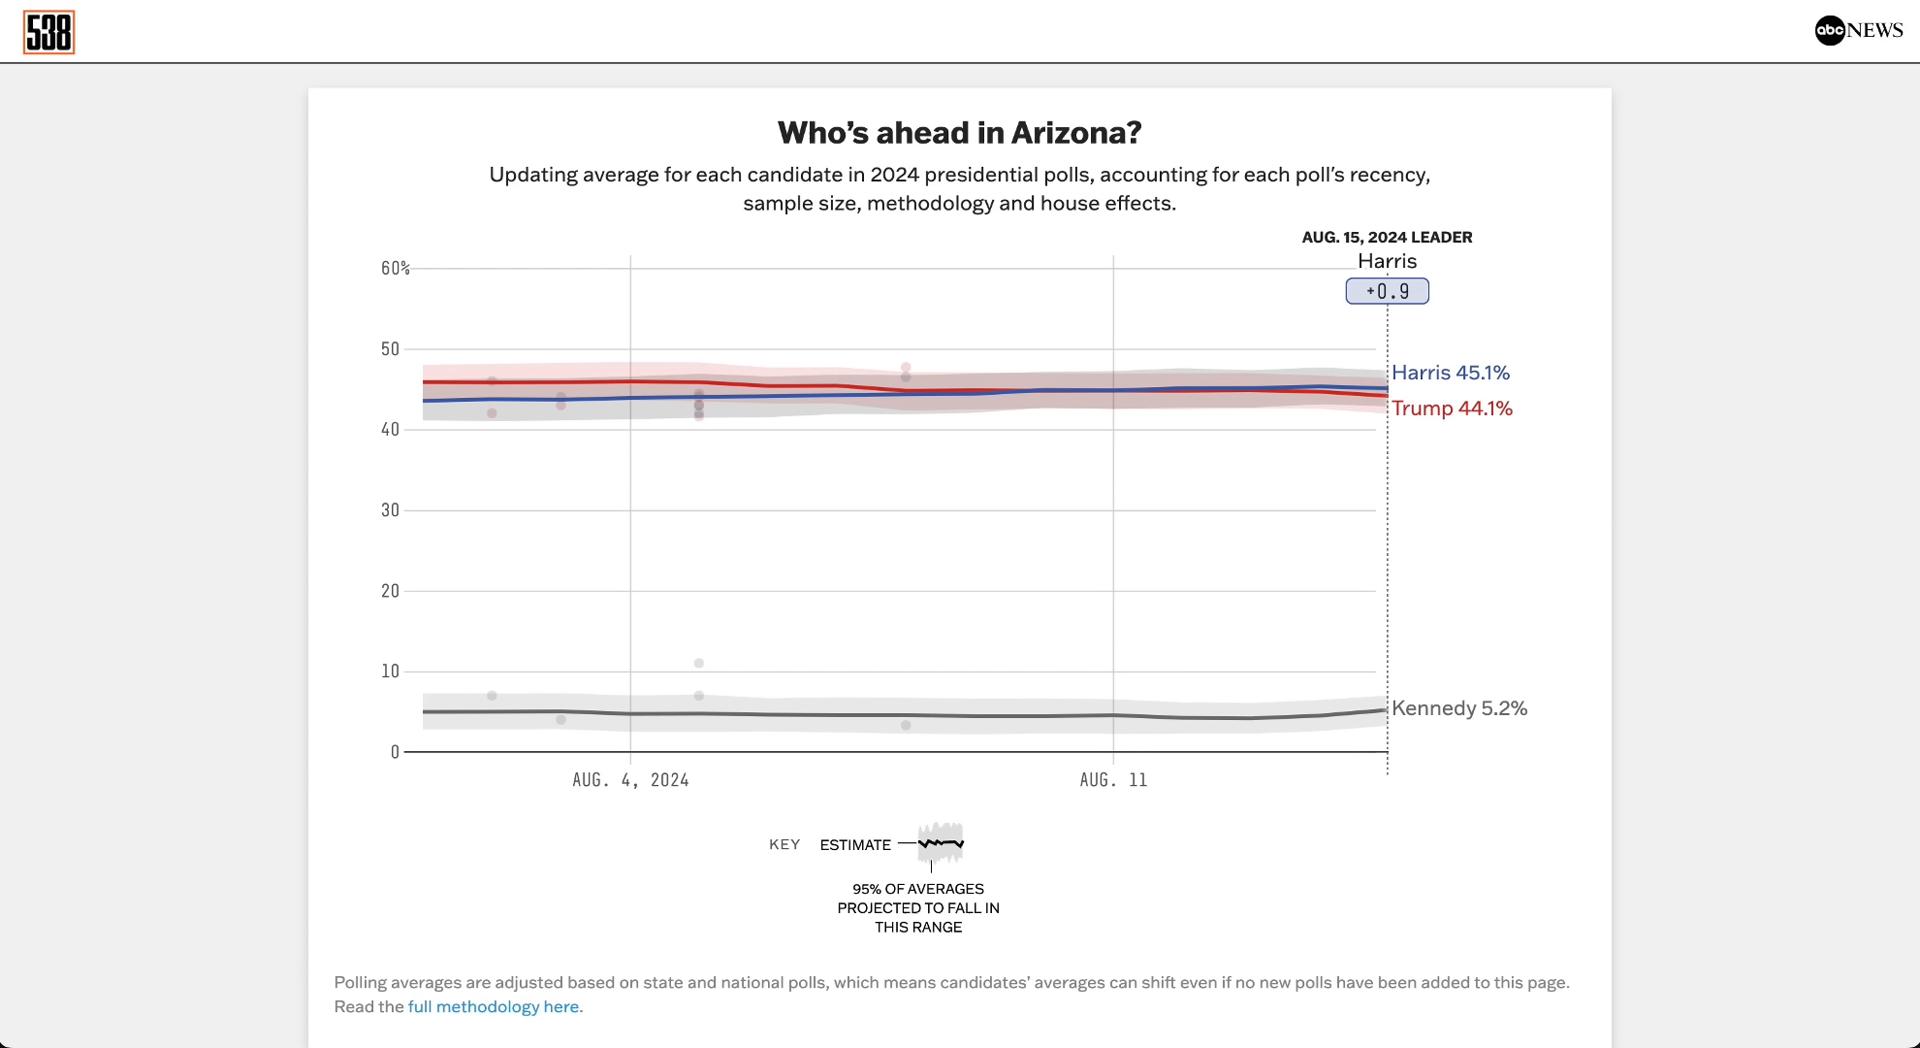 538
abc NEWS
Who's ahead in Arizona?
Updating average for each candidate in 2024 presidential polls, accounting for each poll's recency,
sample size, methodology and house effects.
AUG. 15, 2024 LEADER
Harris
+0.9
60%
50
40
30
20
10
0
Harris 45.1%
Trump 44.1%
Kennedy 5.2%
AUG. 4, 2024
AUG. 11
KEY
ESTIMATE
95% OF AVERAGES
PROJECTED TO FALL IN
THIS RANGE
Polling averages are adjusted based on state and national polls, which means candidates' averages can shift even if no new polls have been added to this page.
Read the full methodology here.